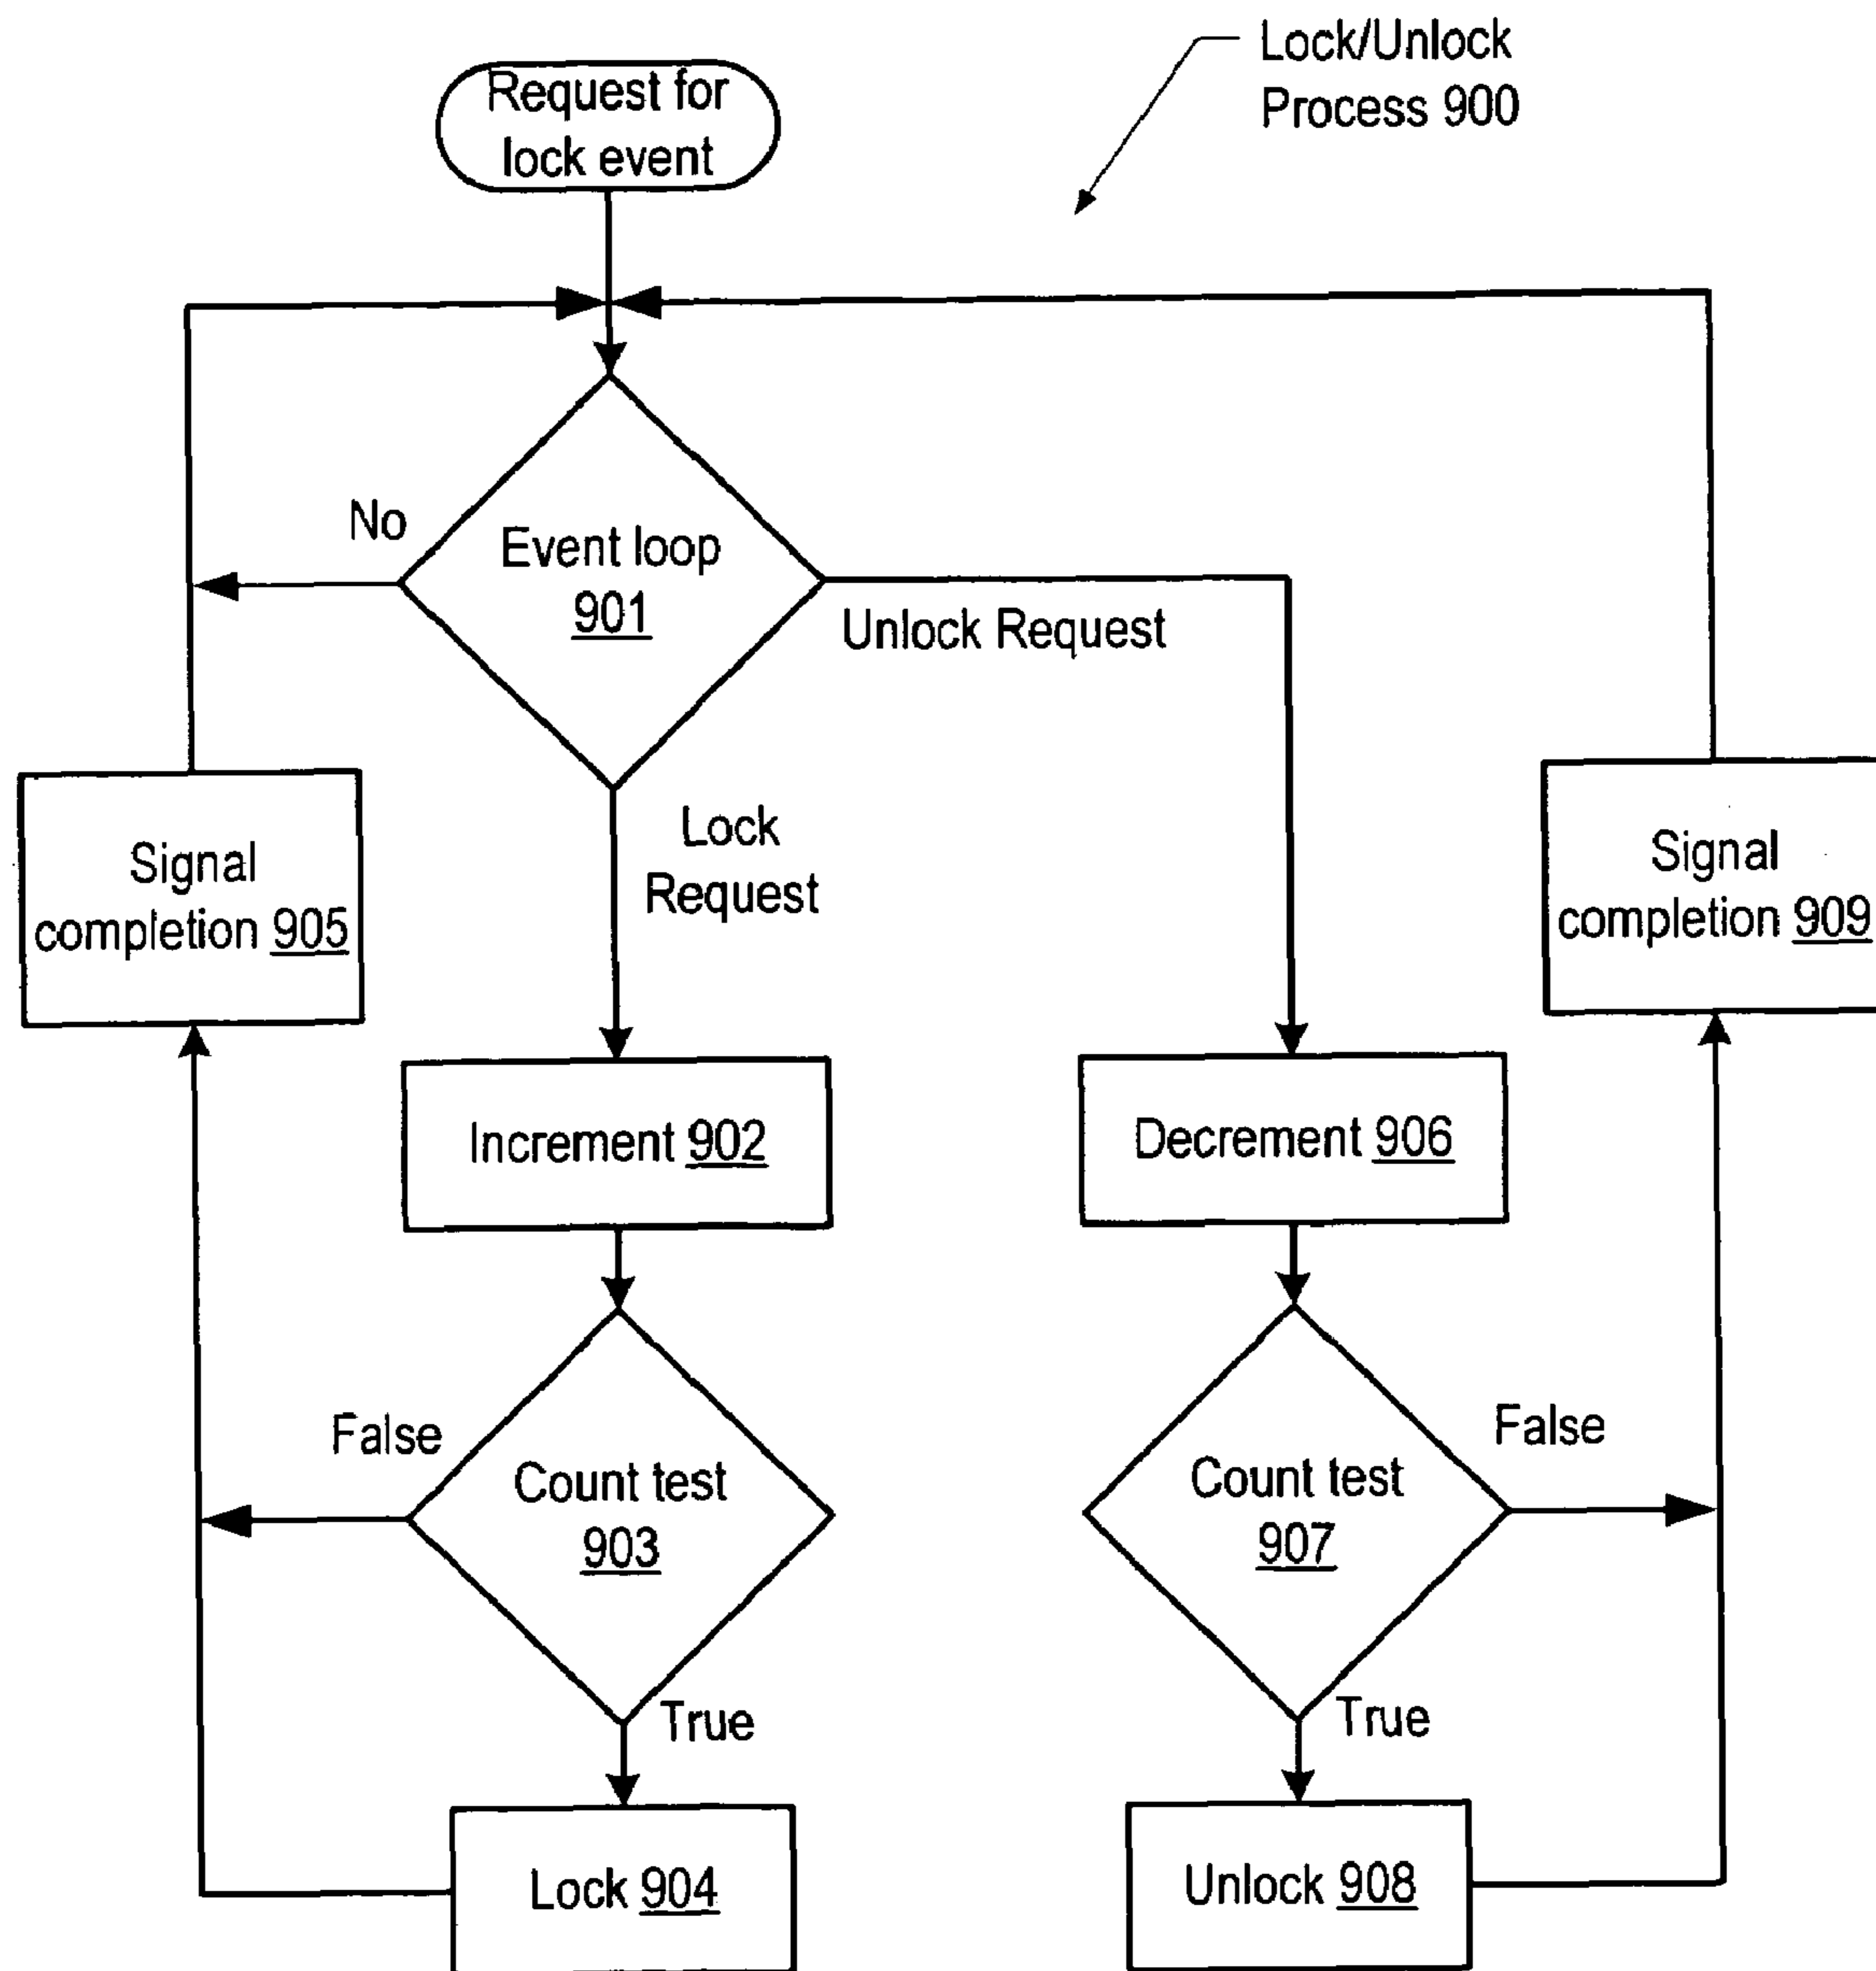 Lock/Unlock
Process 900
Request for
lock event
No
Event loop
901
Unlock Request
Lock
Request
Signal
completion 905
Signal
completion 909
Increment 902
Decrement 906
False
Count test
903
True
Count test
907
False
True
Lock 904
Unlock 908